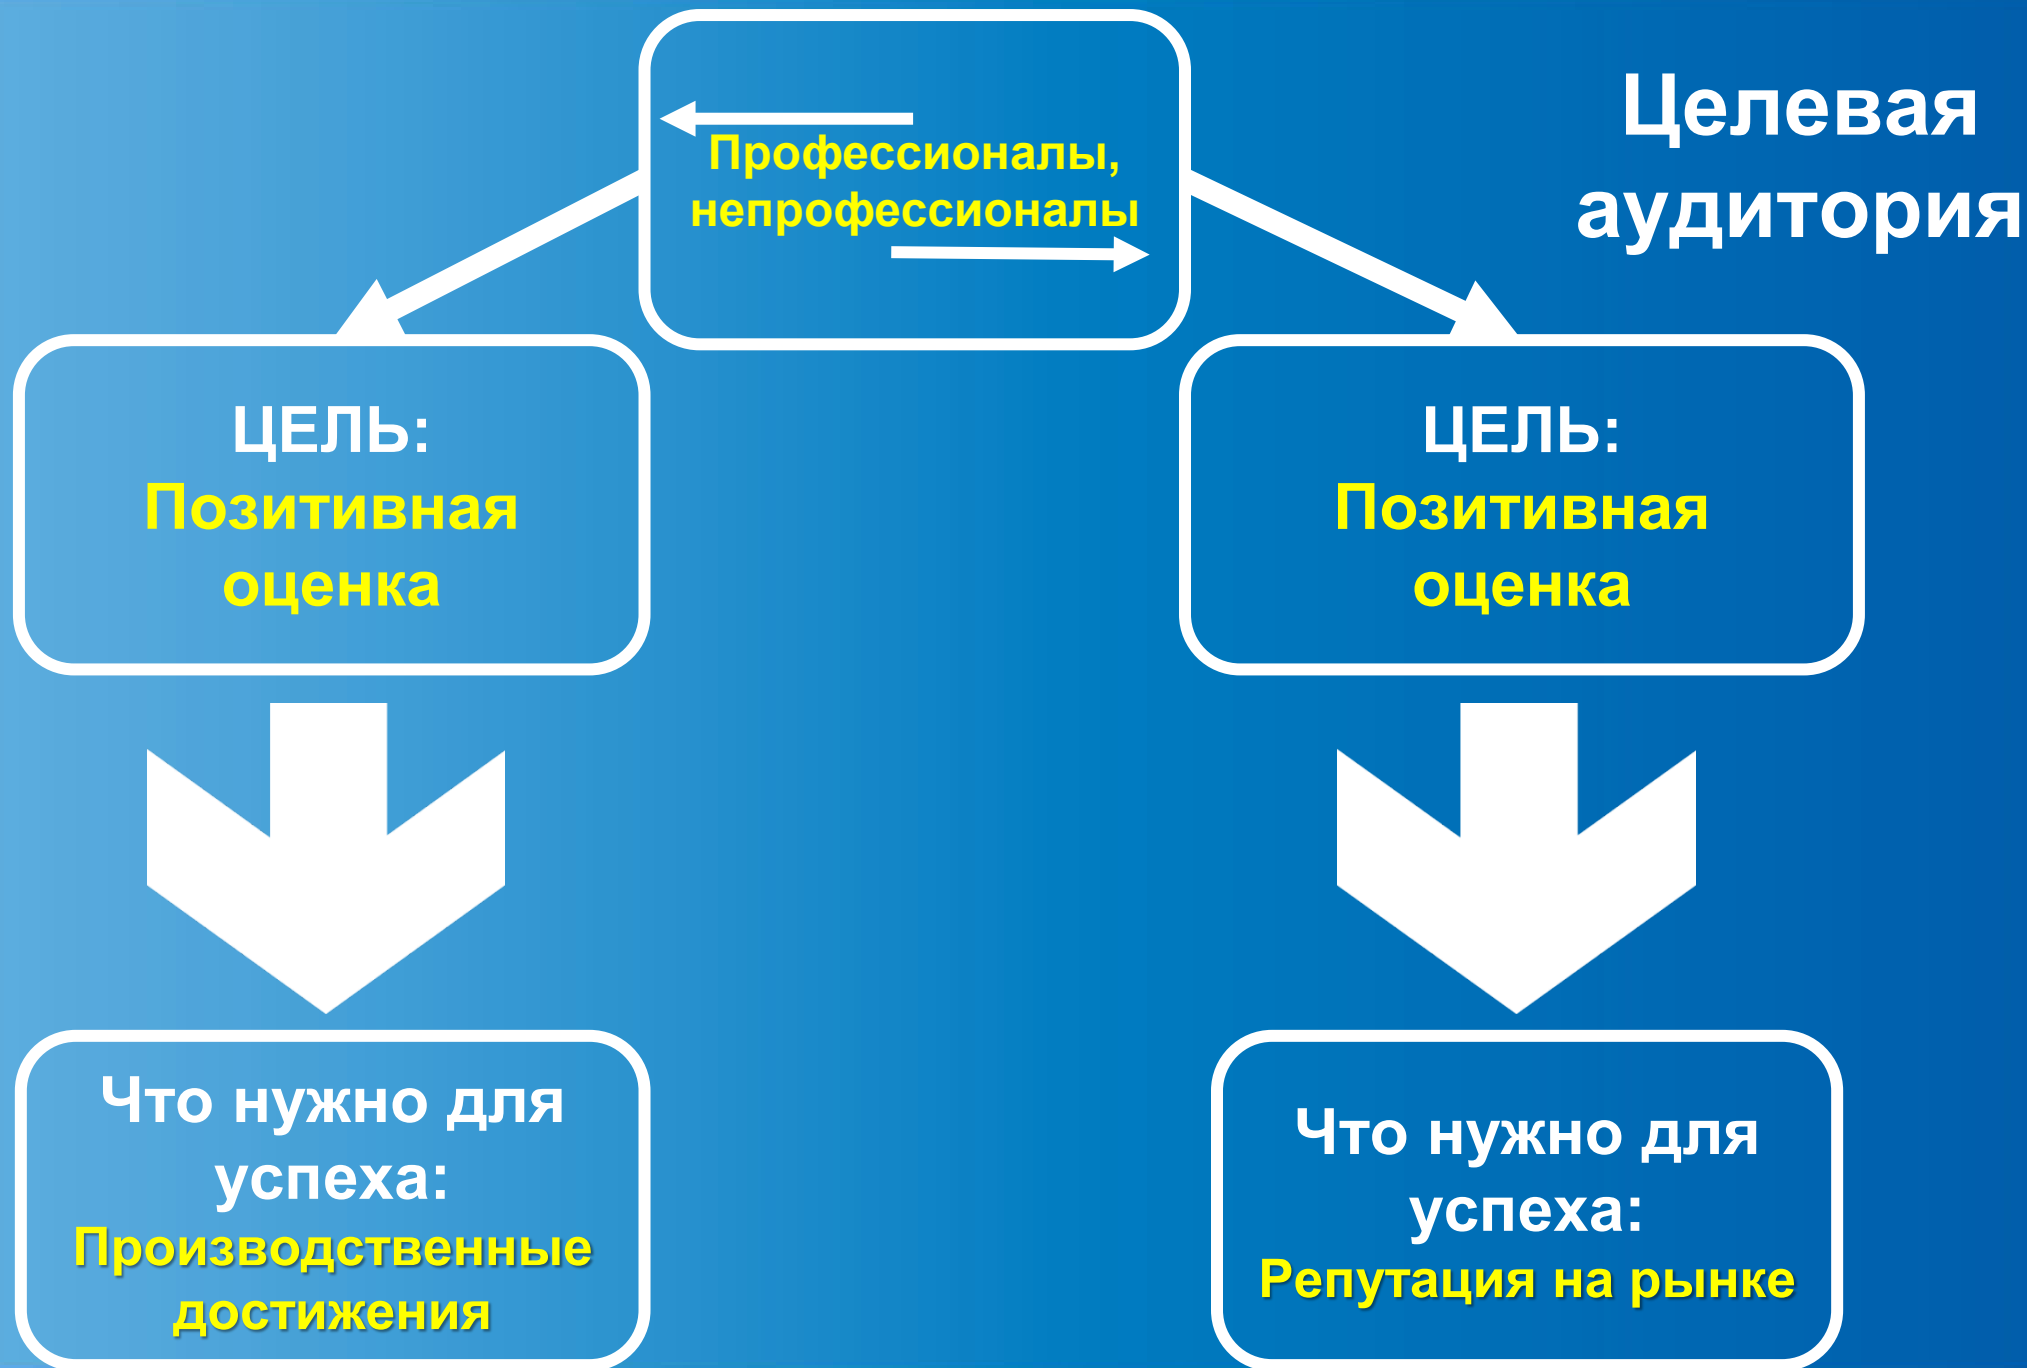 Целевая
аудитория
Профессионалы,
непрофессионалы
ЦЕЛЬ:
Позитивная
оценка
ЦЕЛЬ:
Позитивная
оценка
Что нужно для
успеха:
Производственные
достижения
Что нужно для
успеха:
Репутация на рынке